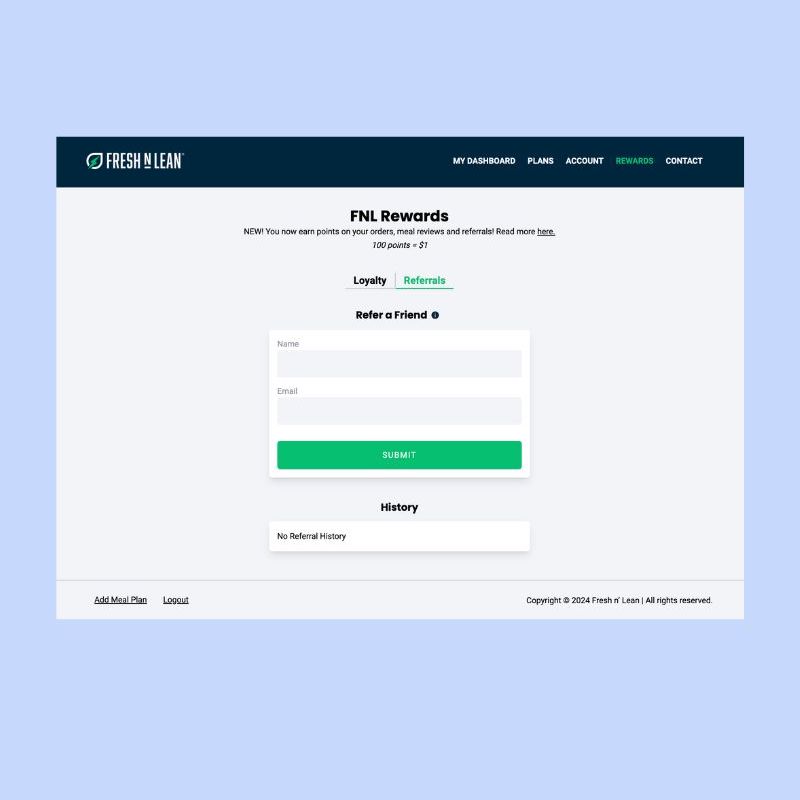 FRESH N LEAN
MY DASHBOARD PLANS ACCOUNT REWARDS CONTACT
FNL Rewards
NEW! You now earn points on your orders, meal reviews and referrals! Read more here.
100 points = $1
Loyalty Referrals
Refer a Friend
Name
Email
SUBMIT
History
No Referral History
Add Meal Plan Logout Copyright © 2024 Fresh n' Lean | All rights reserved.